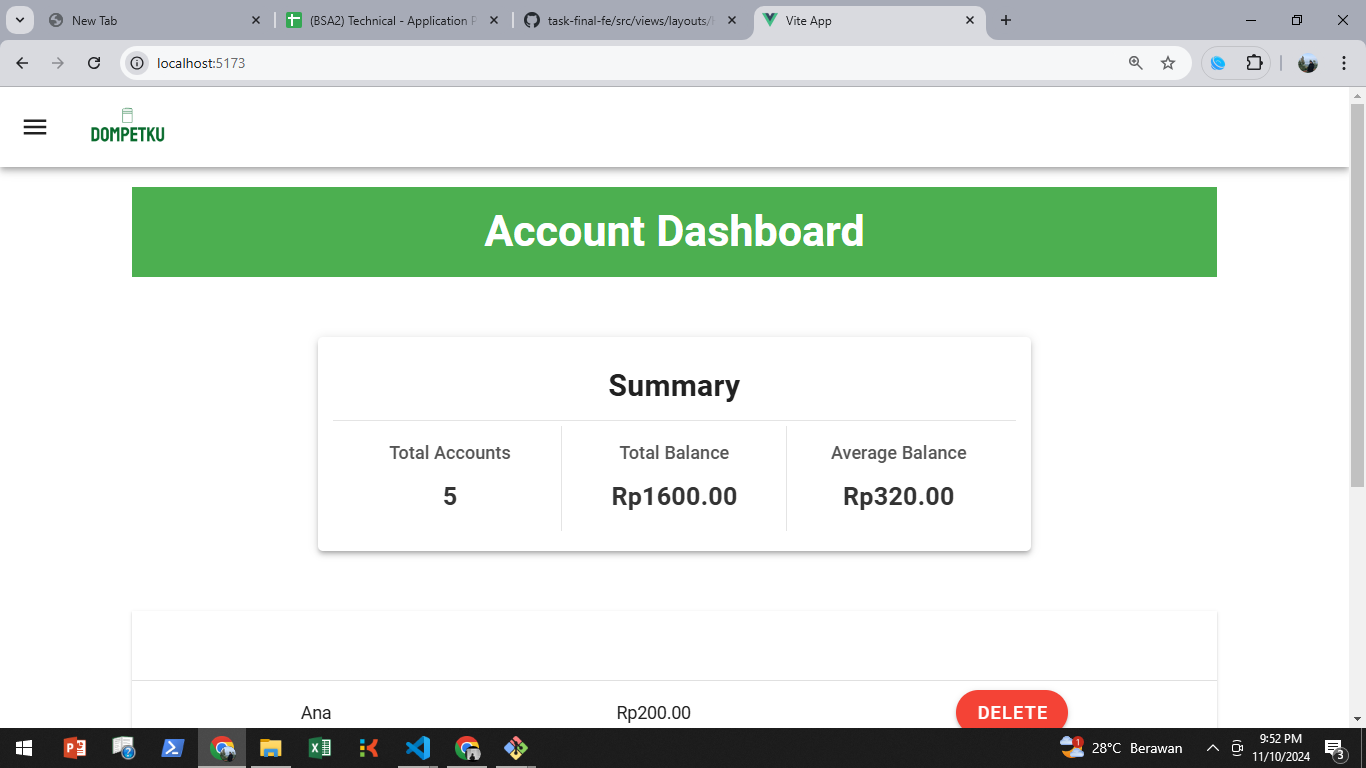 New Tab
(BSA2) Technical - Application P
task-final-fe/src/views/layouts/
Vite App
localhost:5173
DOMPETKU
Account Dashboard
Summary
Total Accounts
Total Balance
Average Balance
5
Rp1600.00
Rp320.00
Ana
Rp200.00
DELETE
1
28°C Berawan
9:52 PM
11/10/2024
3